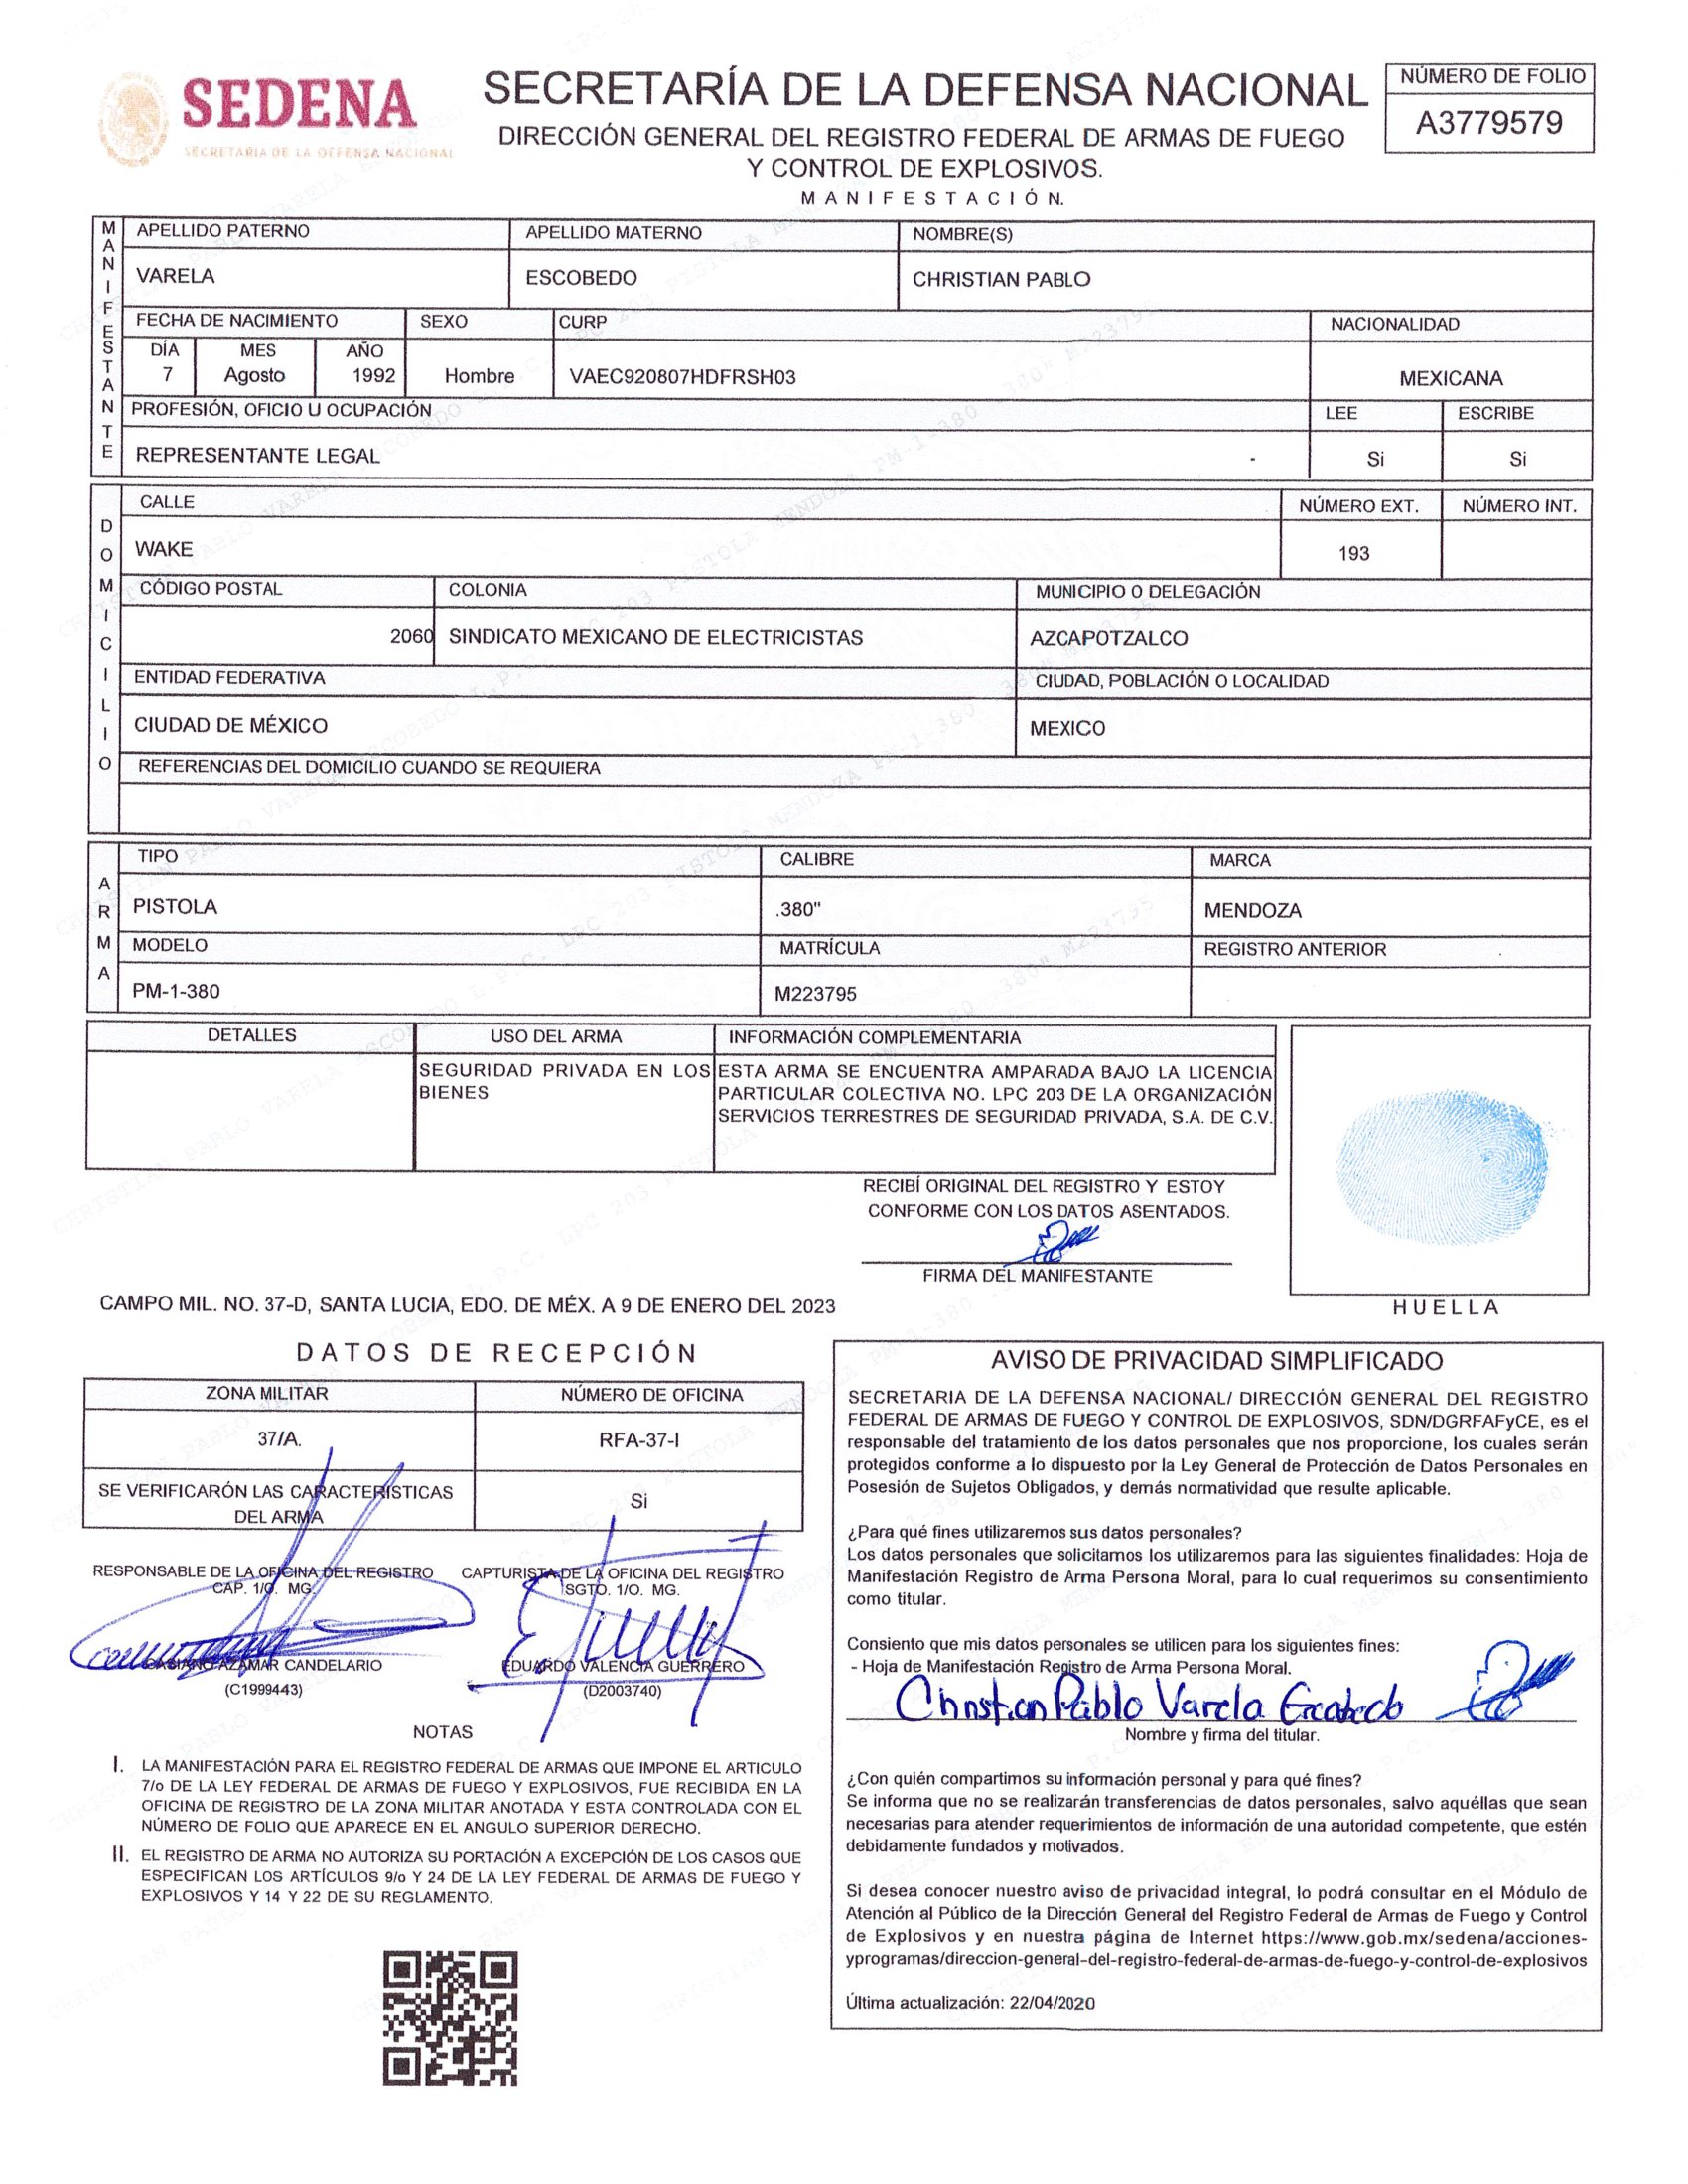 SEDENA
SECRETARÍA DE LA DEFENSA NACIONAL
SECRETARÍA DE LA DEFENSA NACIONAL
DIRECCIÓN GENERAL DEL REGISTRO FEDERAL DE ARMAS DE FUEGO
Y CONTROL DE EXPLOSIVOS.
MANIFESTACIÓN.
NÚMERO DE FOLIO
A3779579
MANIFESTANTE
APELLIDO PATERNO APELLIDO MATERNO NOMBRE(S)
VARELA ESCOBEDO CHRISTIAN PABLO
FECHA DE NACIMIENTO SEXO CURP NACIONALIDAD
DÍA MES AÑO
7 Agosto 1992 Hombre VAEC920807HDFRSH03 MEXICANA
PROFESIÓN, OFICIO U OCUPACIÓN LEE ESCRIBE
REPRESENTANTE LEGAL - Si Si
DOMICILIO
CALLE NÚMERO EXT. NÚMERO INT.
WAKE 193
CÓDIGO POSTAL COLONIA MUNICIPIO O DELEGACIÓN
2060 SINDICATO MEXICANO DE ELECTRICISTAS AZCAPOTZALCO
ENTIDAD FEDERATIVA CIUDAD, POBLACIÓN O LOCALIDAD
CIUDAD DE MÉXICO MEXICO
REFERENCIAS DEL DOMICILIO CUANDO SE REQUIERA
ARMA
TIPO CALIBRE MARCA
PISTOLA .380" MENDOZA
MODELO MATRÍCULA REGISTRO ANTERIOR
PM-1-380 M223795
DETALLES USO DEL ARMA INFORMACIÓN COMPLEMENTARIA
SEGURIDAD PRIVADA EN LOS BIENES
ESTA ARMA SE ENCUENTRA AMPARADA BAJO LA LICENCIA
PARTICULAR COLECTIVA NO. LPC 203 DE LA ORGANIZACIÓN
SERVICIOS TERRESTRES DE SEGURIDAD PRIVADA, S.A. DE C.V.
RECIBÍ ORIGINAL DEL REGISTRO Y ESTOY
CONFORME CON LOS DATOS ASENTADOS.
FIRMA DEL MANIFESTANTE
HUELLA
CAMPO MIL. NO. 37-D, SANTA LUCIA, EDO. DE MÉX. A 9 DE ENERO DEL 2023
DATOS DE RECEPCIÓN
ZONA MILITAR NÚMERO DE OFICINA
37/A. RFA-37-I
SE VERIFICARÓN LAS CARACTERÍSTICAS
DEL ARMA
Si
RESPONSABLE DE LA OFICINA DEL REGISTRO
CAP. 1/O. MG.
CASIANO AZAMAR CANDELARIO
(C1999443)
CAPTURISTA DE LA OFICINA DEL REGISTRO
SGTO. 1/O. MG.
EDUARDO VALENCIA GUERRERO
(D2003740)
NOTAS
I. LA MANIFESTACIÓN PARA EL REGISTRO FEDERAL DE ARMAS QUE IMPONE EL ARTICULO
7/o DE LA LEY FEDERAL DE ARMAS DE FUEGO Y EXPLOSIVOS, FUE RECIBIDA EN LA
OFICINA DE REGISTRO DE LA ZONA MILITAR ANOTADA Y ESTA CONTROLADA CON EL
NÚMERO DE FOLIO QUE APARECE EN EL ANGULO SUPERIOR DERECHO.
II. EL REGISTRO DE ARMA NO AUTORIZA SU PORTACIÓN A EXCEPCIÓN DE LOS CASOS QUE
ESPECIFICAN LOS ARTÍCULOS 9/o Y 24 DE LA LEY FEDERAL DE ARMAS DE FUEGO Y
EXPLOSIVOS Y 14 Y 22 DE SU REGLAMENTO.
AVISO DE PRIVACIDAD SIMPLIFICADO
SECRETARIA DE LA DEFENSA NACIONAL/ DIRECCIÓN GENERAL DEL REGISTRO
FEDERAL DE ARMAS DE FUEGO Y CONTROL DE EXPLOSIVOS, SDN/DGRFAFyCE, es el
responsable del tratamiento de los datos personales que nos proporcione, los cuales serán
protegidos conforme a lo dispuesto por la Ley General de Protección de Datos Personales en
Posesión de Sujetos Obligados, y demás normatividad que resulte aplicable.
¿Para qué fines utilizaremos sus datos personales?
Los datos personales que solicitamos los utilizaremos para las siguientes finalidades: Hoja de
Manifestación Registro de Arma Persona Moral, para lo cual requerimos su consentimiento
como titular.
Consiento que mis datos personales se utilicen para los siguientes fines:
- Hoja de Manifestación Registro de Arma Persona Moral.
Christian Pablo Varela Escobedo
Nombre y firma del titular.
¿Con quién compartimos su información personal y para qué fines?
Se informa que no se realizarán transferencias de datos personales, salvo aquéllas que sean
necesarias para atender requerimientos de información de una autoridad competente, que estén
debidamente fundados y motivados.
Si desea conocer nuestro aviso de privacidad integral, lo podrá consultar en el Módulo de
Atención al Público de la Dirección General del Registro Federal de Armas de Fuego y Control
de Explosivos y en nuestra página de Internet https://www.gob.mx/sedena/acciones-
yprogramas/direccion-general-del-registro-federal-de-armas-de-fuego-y-control-de-explosivos
Última actualización: 22/04/2020